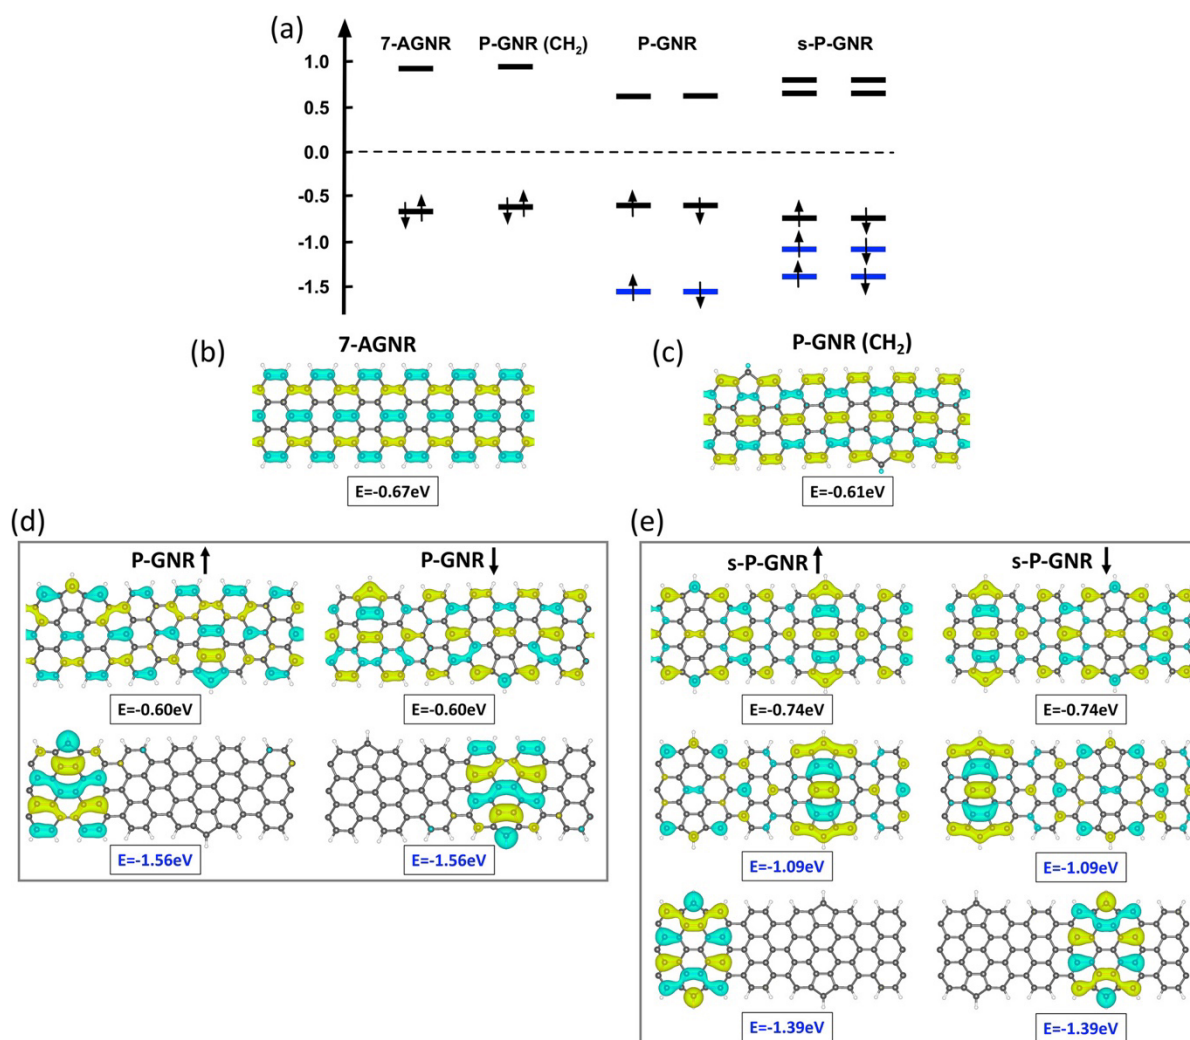 (a)
7-AGNR P-GNR (CH2) P-GNR s-P-GNR
1.0
0.5
0.0
-0.5
-1.0
-1.5
(b) 7-AGNR
(c) P-GNR (CH2)
E=-0.67eV
E=-0.61eV
(d)
P-GNR ↑ P-GNR ↓
E=-0.60eV E=-0.60eV
E=-1.56eV E=-1.56eV
(e)
s-P-GNR ↑ s-P-GNR ↓
E=-0.74eV E=-0.74eV
E=-1.09eV E=-1.09eV
E=-1.39eV E=-1.39eV